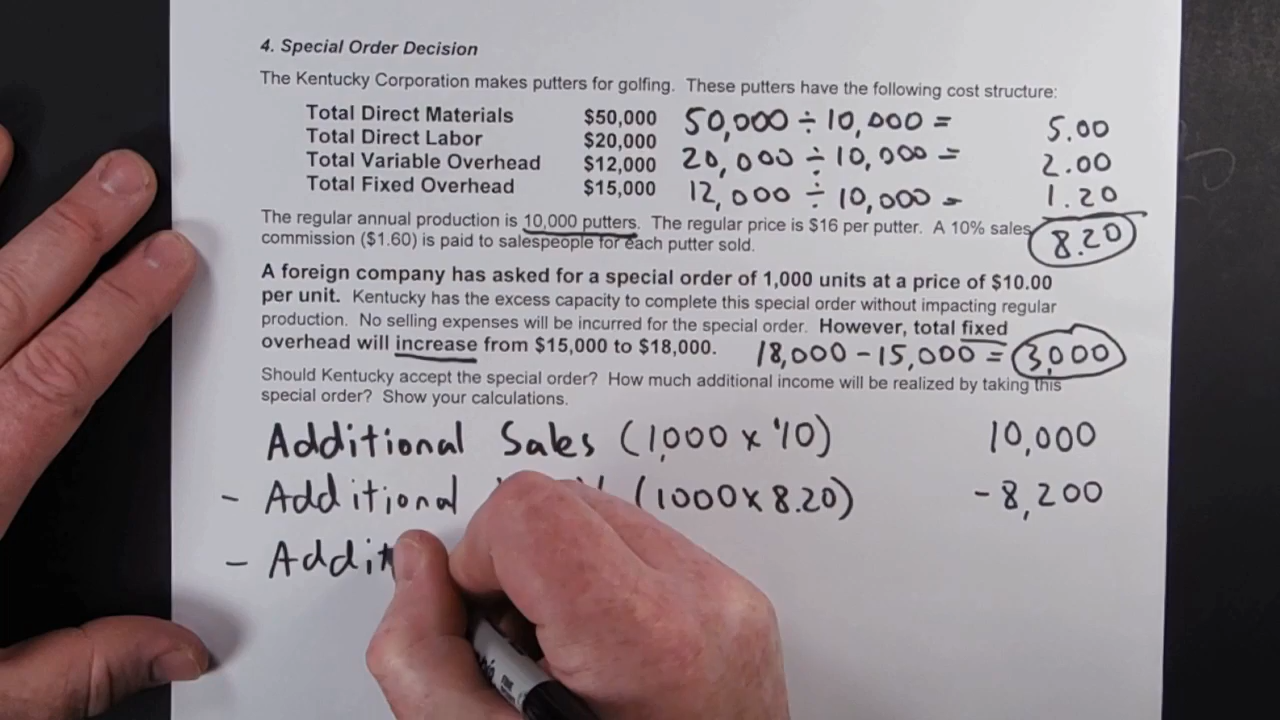 4. Special Order Decision
The Kentucky Corporation makes putters for golfing. These putters have the following cost structure:
Total Direct Materials $50,000 50,000 ÷ 10,000 = 5.00
Total Direct Labor $20,000 20,000 ÷ 10,000 = 2.00
Total Variable Overhead $12,000 12,000 ÷ 10,000 = 1.20
Total Fixed Overhead $15,000
The regular annual production is 10,000 putters. The regular price is $16 per putter. A 10% sales
commission ($1.60) is paid to salespeople for each putter sold. 8.20
A foreign company has asked for a special order of 1,000 units at a price of $10.00
per unit. Kentucky has the excess capacity to complete this special order without impacting regular
production. No selling expenses will be incurred for the special order. However, total fixed
overhead will increase from $15,000 to $18,000. 18,000 - 15,000 = 3,000
Should Kentucky accept the special order? How much additional income will be realized by taking this
special order? Show your calculations.
Additional Sales (1,000 x 10) 10,000
- Additional (1000 x 8.20) -8,200
-